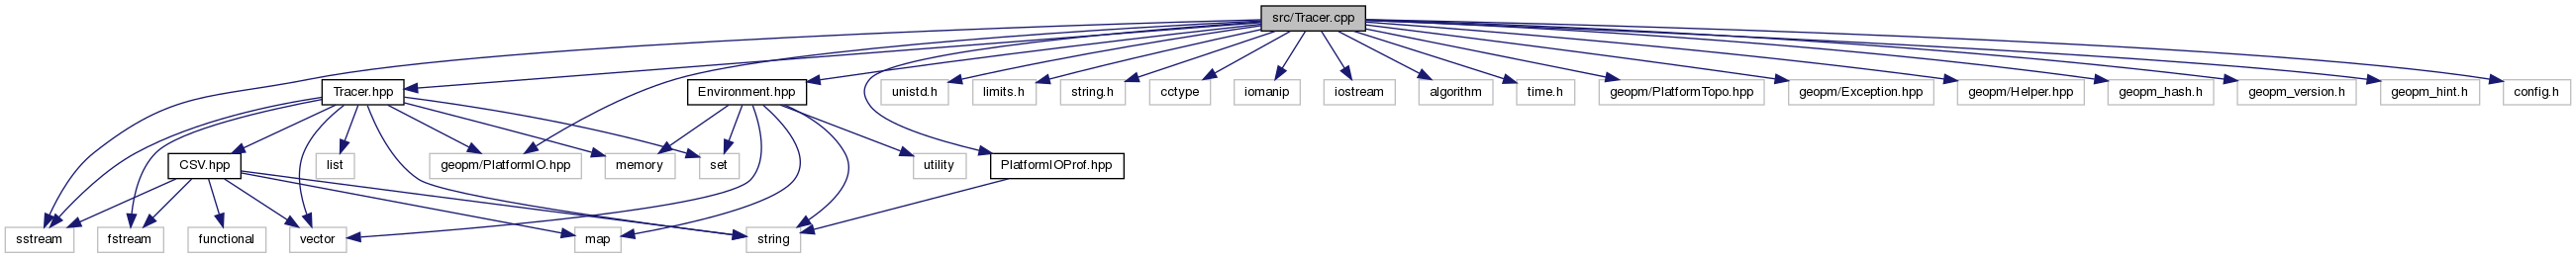 src/Tracer.cpp
Tracer.hpp
Environment.hpp
unistd.h
limits.h
string.h
cctype
iomanip
iostream
algorithm
time.h
geopm/PlatformTopo.hpp
geopm/Exception.hpp
geopm/Helper.hpp
geopm_hash.h
geopm_version.h
geopm_hint.h
config.h
CSV.hpp
list
geopm/PlatformIO.hpp
memory
set
utility
PlatformIOProf.hpp
sstream
fstream
functional
vector
map
string